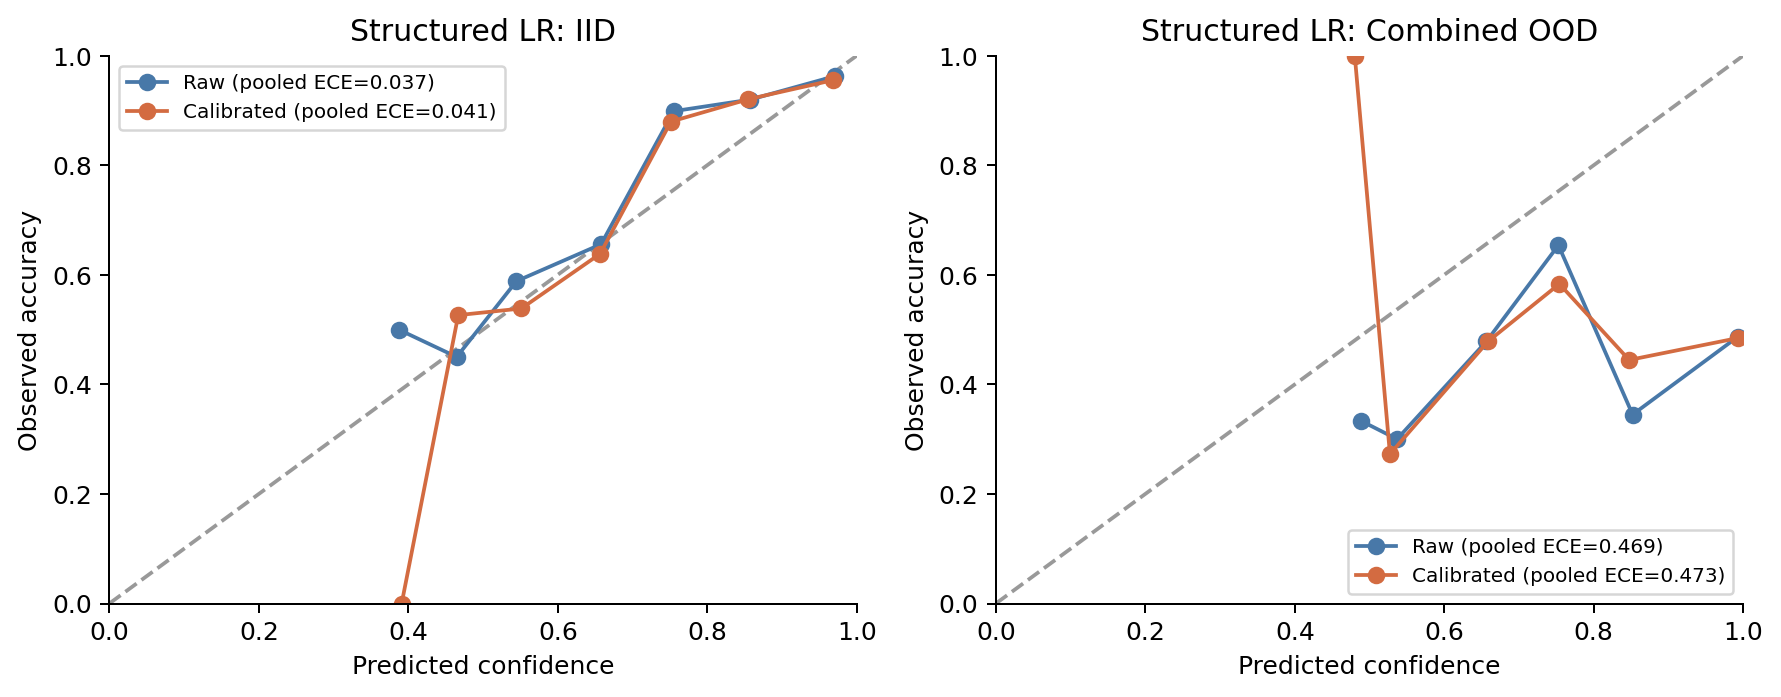 Structured LR: IID
Raw (pooled ECE=0.037)
Calibrated (pooled ECE=0.041)
1.0
0.8
0.6
0.4
0.2
0.0
Observed accuracy
0.0 0.2 0.4 0.6 0.8 1.0
Predicted confidence
Structured LR: Combined OOD
1.0
0.8
0.6
0.4
0.2
0.0
Observed accuracy
Raw (pooled ECE=0.469)
Calibrated (pooled ECE=0.473)
0.0 0.2 0.4 0.6 0.8 1.0
Predicted confidence